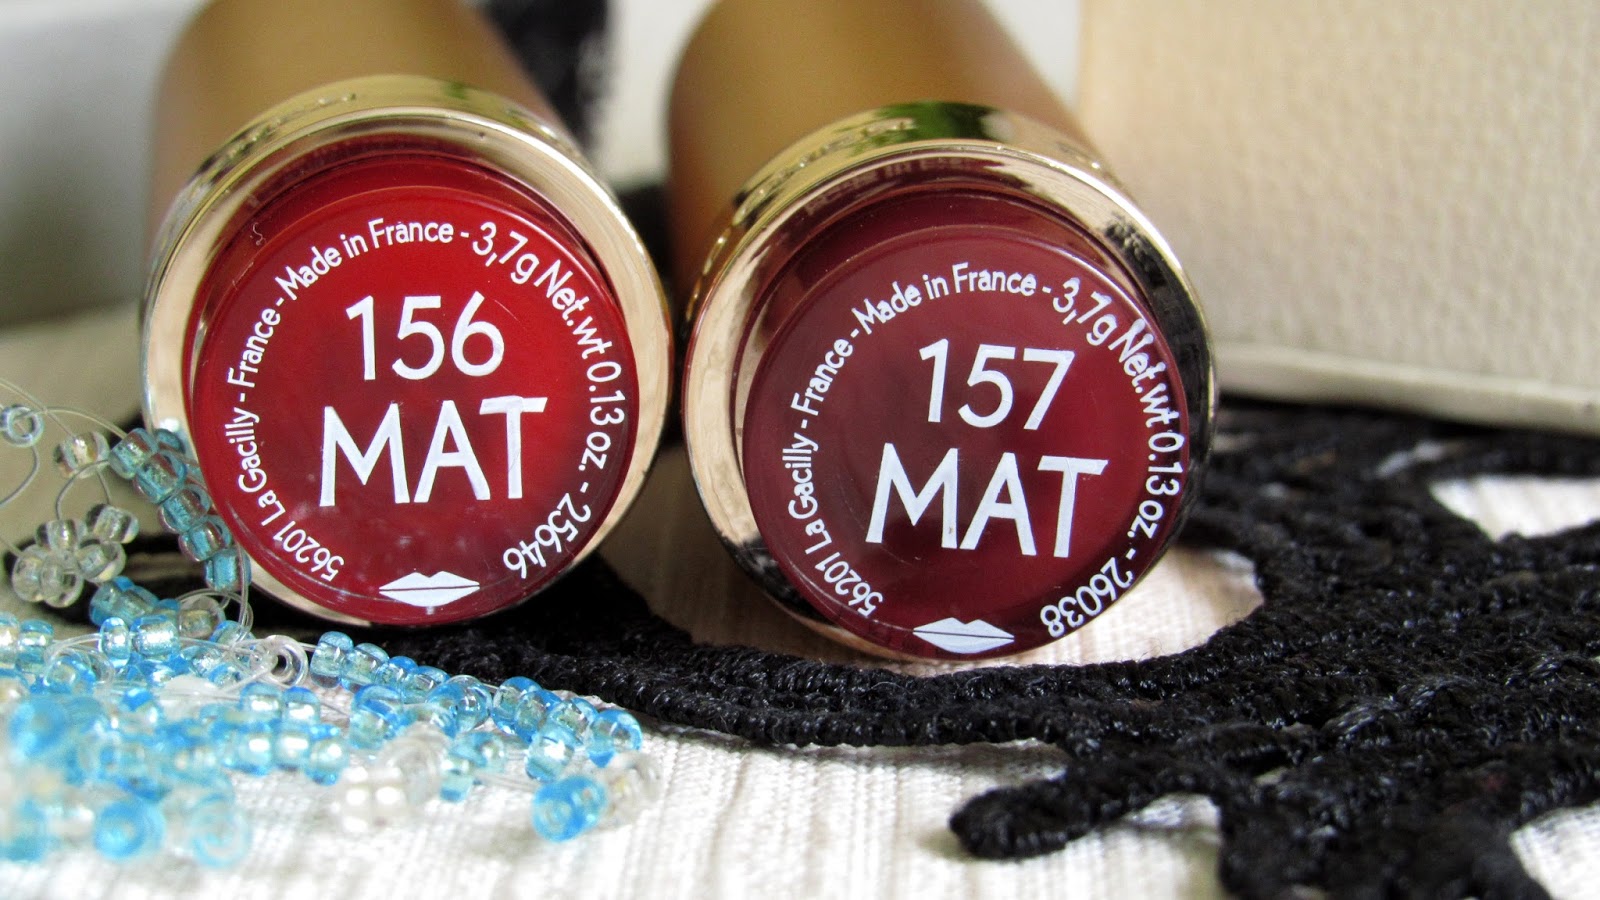 56201 La Gacilly - France - Made in France - 3,7g Net.wt 0.13 oz. - 25646
156
MAT
56201 La Gacilly - France - Made in France - 3,7g Net.wt 0.13 oz. - 26038
157
MAT